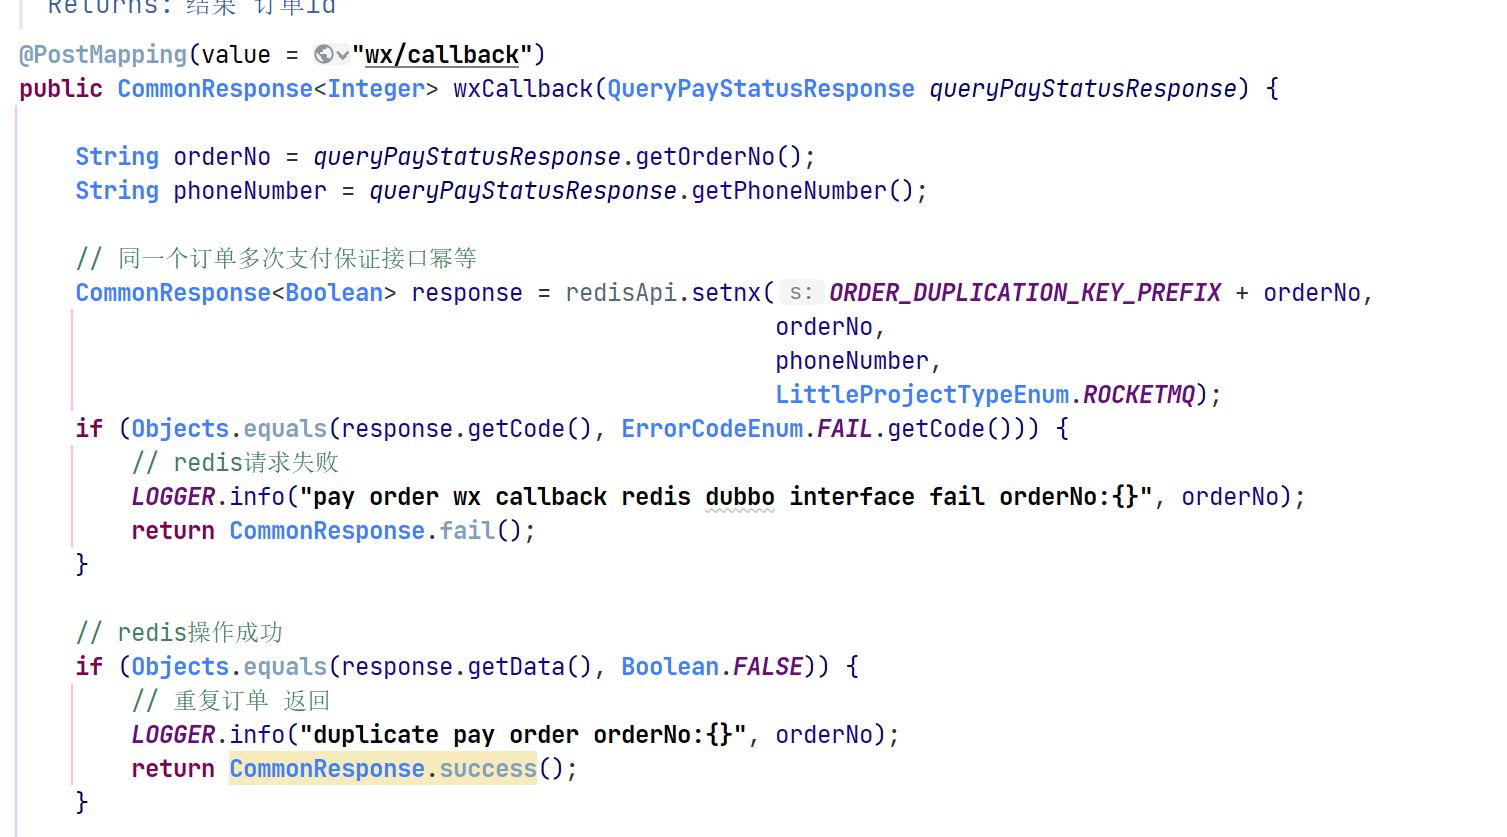 Returns: 结果 订单id
@PostMapping(value = "wx/callback")
public CommonResponse<Integer> wxCallback(QueryPayStatusResponse queryPayStatusResponse) {
String orderNo = queryPayStatusResponse.getOrderNo();
String phoneNumber = queryPayStatusResponse.getPhoneNumber();
// 同一个订单多次支付保证接口幂等
CommonResponse<Boolean> response = redisApi.setnx( s: ORDER_DUPLICATION_KEY_PREFIX + orderNo,
orderNo,
phoneNumber,
LittleProjectTypeEnum.ROCKETMQ);
if (Objects.equals(response.getCode(), ErrorCodeEnum.FAIL.getCode())) {
// redis请求失败
LOGGER.info("pay order wx callback redis dubbo interface fail orderNo:{}", orderNo);
return CommonResponse.fail();
}
// redis操作成功
if (Objects.equals(response.getData(), Boolean.FALSE)) {
// 重复订单 返回
LOGGER.info("duplicate pay order orderNo:{}", orderNo);
return CommonResponse.success();
}